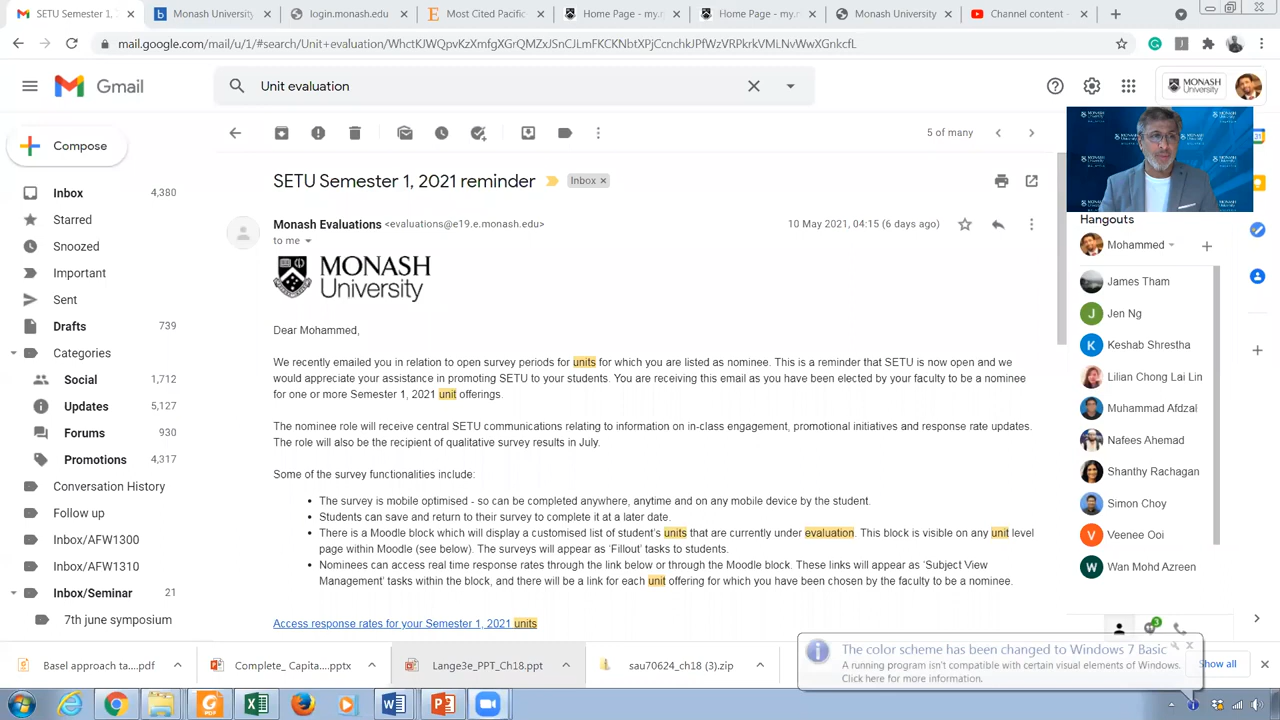 SETU Semester 1, 2
Monash University
login.monash.edu
Most Cited Pacific
Home Page - my.
Home Page - my.
Monash University
Channel content -
mail.google.com/mail/u/1/#search/Unit+evaluation/WhctKJWQqKzXmfgXGrQMZxJSnCJLmFKCKNbtXPjCcnchkJPfWzVRPkrkVMLNvWwXGnkcfL
Gmail
Unit evaluation
MONASH
University
Compose
5 of many
Inbox 4,380
Starred
Snoozed
Important
Sent
Drafts 739
Categories
Social 1,712
Updates 5,127
Forums 930
Promotions 4,317
Conversation History
Follow up
Inbox/AFW1300
Inbox/AFW1310
Inbox/Seminar 21
7th june symposium
SETU Semester 1, 2021 reminder
Inbox ×
Monash Evaluations <evaluations@e19.e.monash.edu>
10 May 2021, 04:15 (6 days ago)
to me
MONASH
University
Dear Mohammed,
We recently emailed you in relation to open survey periods for units for which you are listed as nominee. This is a reminder that SETU is now open and we
would appreciate your assistance in promoting SETU to your students. You are receiving this email as you have been elected by your faculty to be a nominee
for one or more Semester 1, 2021 unit offerings.
The nominee role will receive central SETU communications relating to information on in-class engagement, promotional initiatives and response rate updates.
The role will also be the recipient of qualitative survey results in July.
Some of the survey functionalities include:
• The survey is mobile optimised - so can be completed anywhere, anytime and on any mobile device by the student.
• Students can save and return to their survey to complete it at a later date.
• There is a Moodle block which will display a customised list of student's units that are currently under evaluation. This block is visible on any unit level
page within Moodle (see below). The surveys will appear as 'Fillout' tasks to students.
• Nominees can access real time response rates through the link below or through the Moodle block. These links will appear as 'Subject View
Management' tasks within the block, and there will be a link for each unit offering for which you have been chosen by the faculty to be a nominee.
Access response rates for your Semester 1, 2021 units
Hangouts
Mohammed
James Tham
J
Jen Ng
K
Keshab Shrestha
Lilian Chong Lai Lin
Muhammad Afdzal
Nafees Ahemad
Shanthy Rachagan
Simon Choy
V
Veenee Ooi
W
Wan Mohd Azreen
3
The color scheme has been changed to Windows 7 Basic
A running program isn't compatible with certain visual elements of Windows.
Click here for more information.
Basel approach ta....pdf
Complete_ Capita....pptx
Lange3e_PPT_Ch18.ppt
sau70624_ch18 (3).zip
Show all